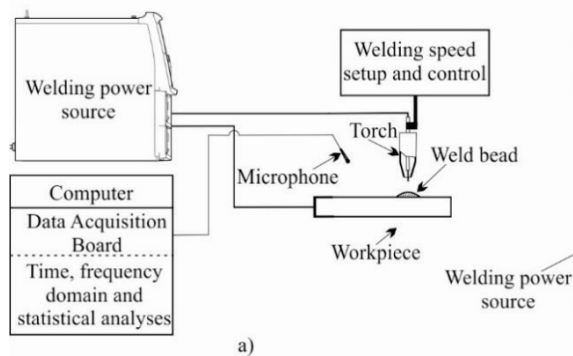 Welding power
source
Welding speed
setup and control
Torch
Weld bead
Microphone
Workpiece
Computer
Data Acquisition
Board
Time, frequency
domain and
statistical analyses
Welding power
source
a)